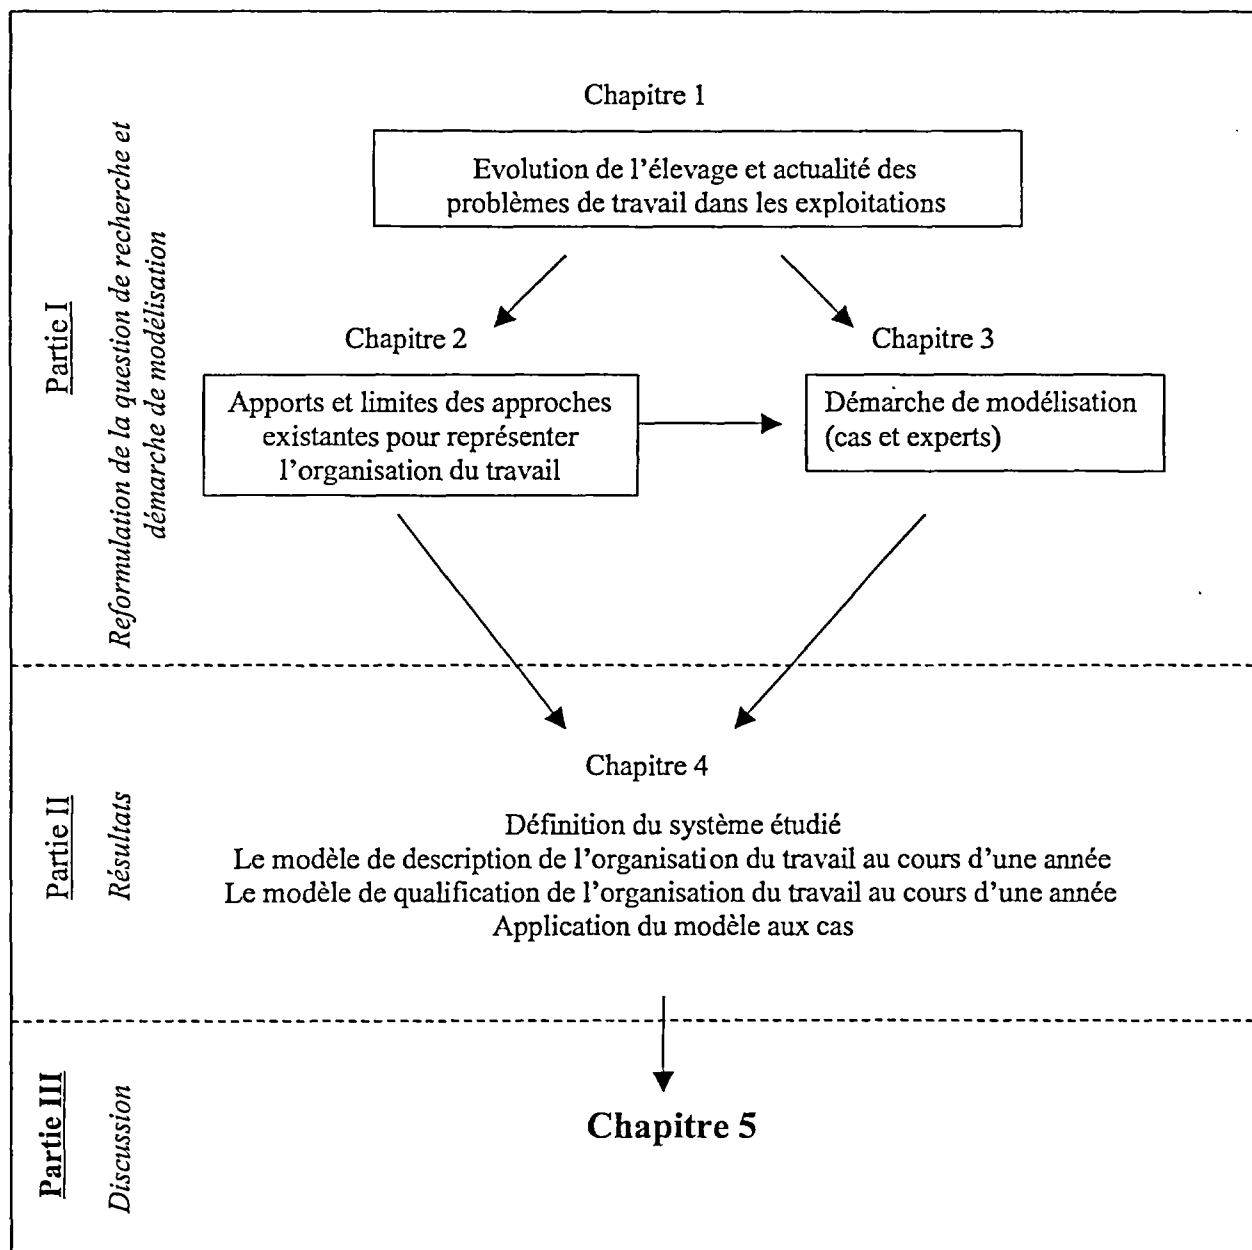 Partie I
Reformulation de la question de recherche et
démarche de modélisation
Chapitre 1
Evolution de l'élevage et actualité des
problèmes de travail dans les exploitations
Chapitre 2
Apports et limites des approches
existantes pour représenter
l'organisation du travail
Chapitre 3
Démarche de modélisation
(cas et experts)
Partie II
Résultats
Chapitre 4
Définition du système étudié
Le modèle de description de l'organisation du travail au cours d'une année
Le modèle de qualification de l'organisation du travail au cours d'une année
Application du modèle aux cas
Partie III
Discussion
Chapitre 5